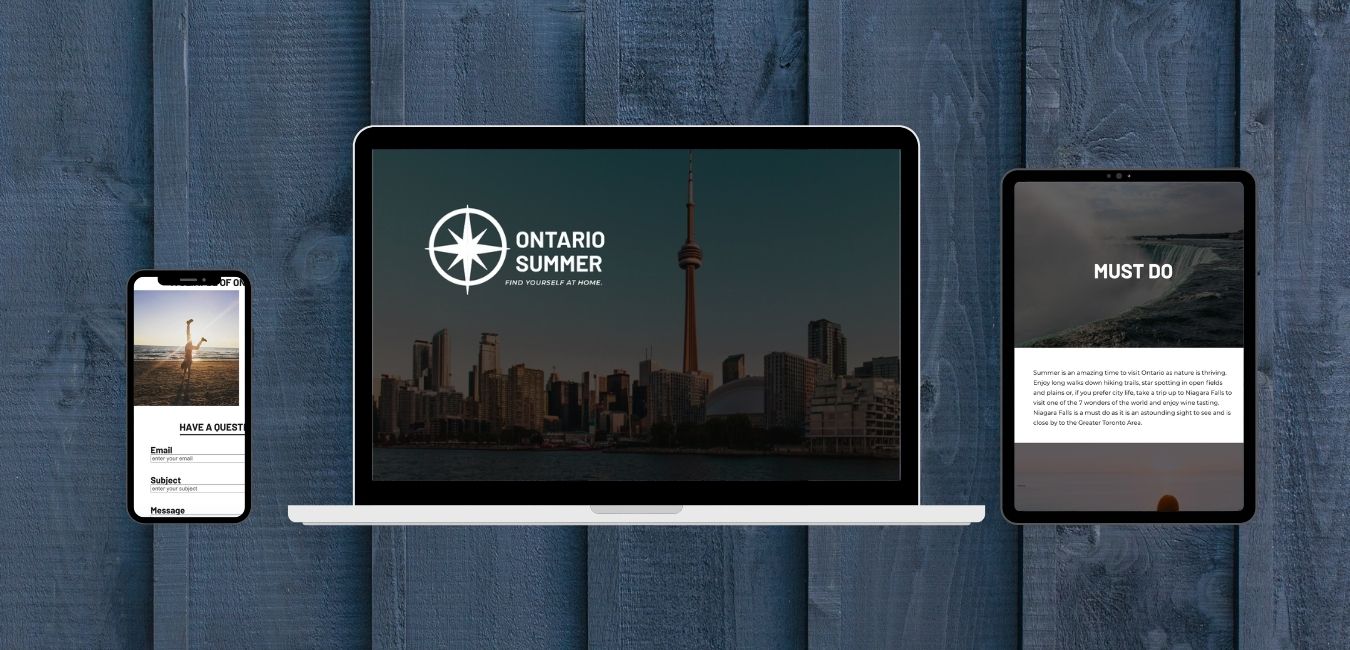 OF ON
HAVE A QUEST
Email
enter your email
Subject
enter your subject
Message
ONTARIO
SUMMER
FIND YOURSELF AT HOME.
MUST DO
Summer is an amazing time to visit Ontario as nature is thriving.
Enjoy long walks down hiking trails, star spotting in open fields
and plains or, if you prefer city life, take a trip up to Niagara Falls to
visit one of the 7 wonders of the world and enjoy wine tasting.
Niagara Falls is a must do as it is an astounding sight to see and is
close by to the Greater Toronto Area.